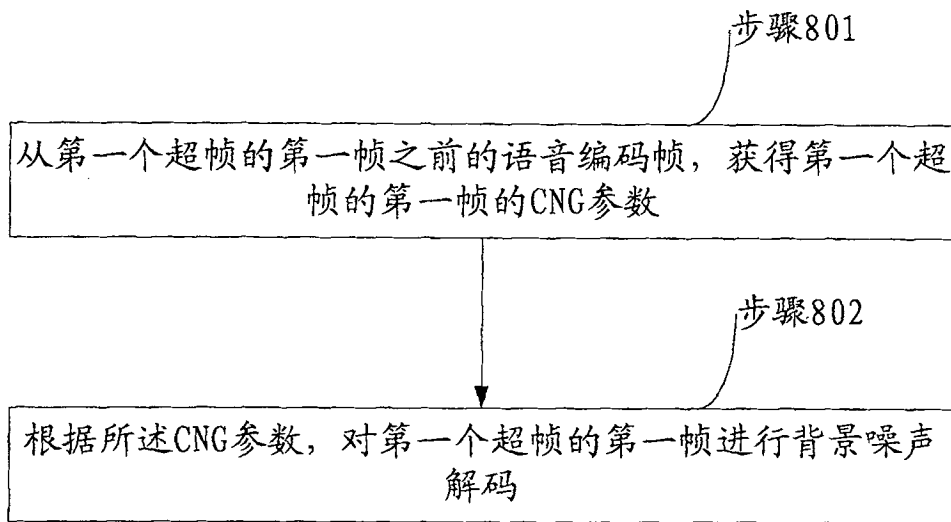 步骤801
从第一个超帧的第一帧之前的语音编码帧，获得第一个超
帧的第一帧的CNG参数
步骤802
根据所述CNG参数，对第一个超帧的第一帧进行背景噪声
解码